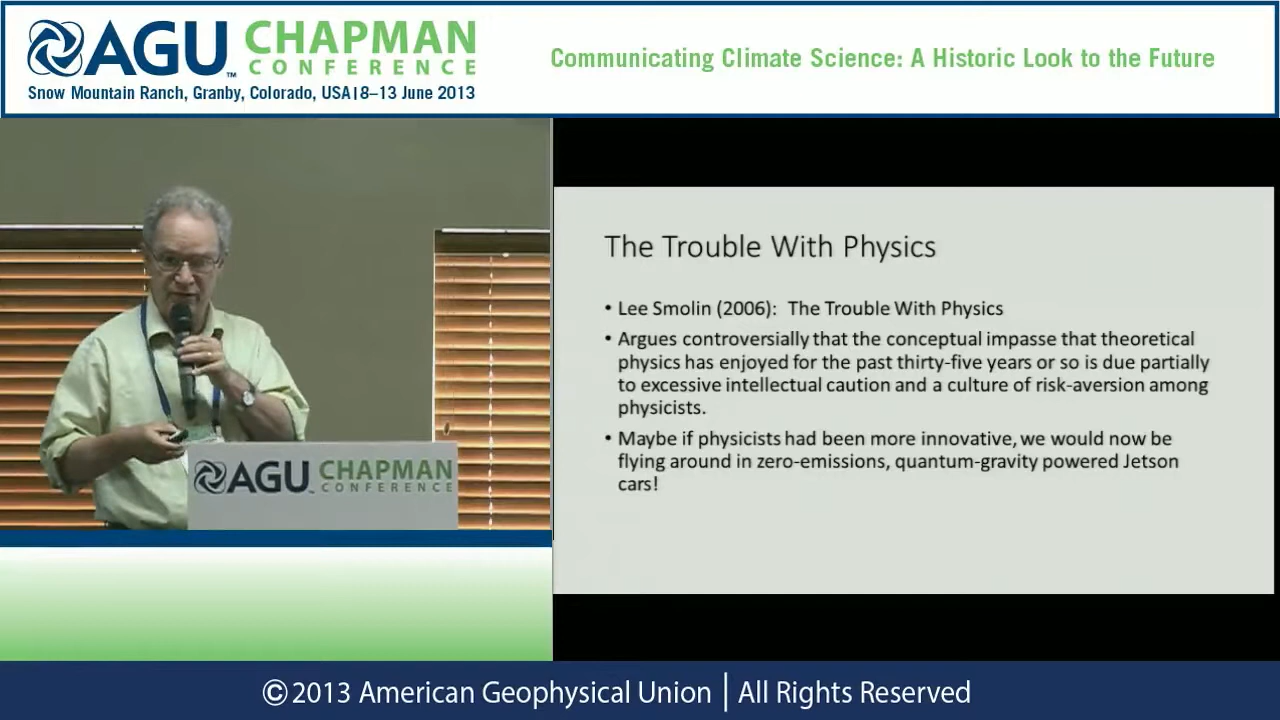 AGU™ CHAPMAN
CONFERENCE
Snow Mountain Ranch, Granby, Colorado, USA|8–13 June 2013
Communicating Climate Science: A Historic Look to the Future
The Trouble With Physics
• Lee Smolin (2006): The Trouble With Physics
• Argues controversially that the conceptual impasse that theoretical
physics has enjoyed for the past thirty-five years or so is due partially
to excessive intellectual caution and a culture of risk-aversion among
physicists.
• Maybe if physicists had been more innovative, we would now be
flying around in zero-emissions, quantum-gravity powered Jetson
cars!
AGU CHAPMAN
CONFERENCE
©2013 American Geophysical Union | All Rights Reserved